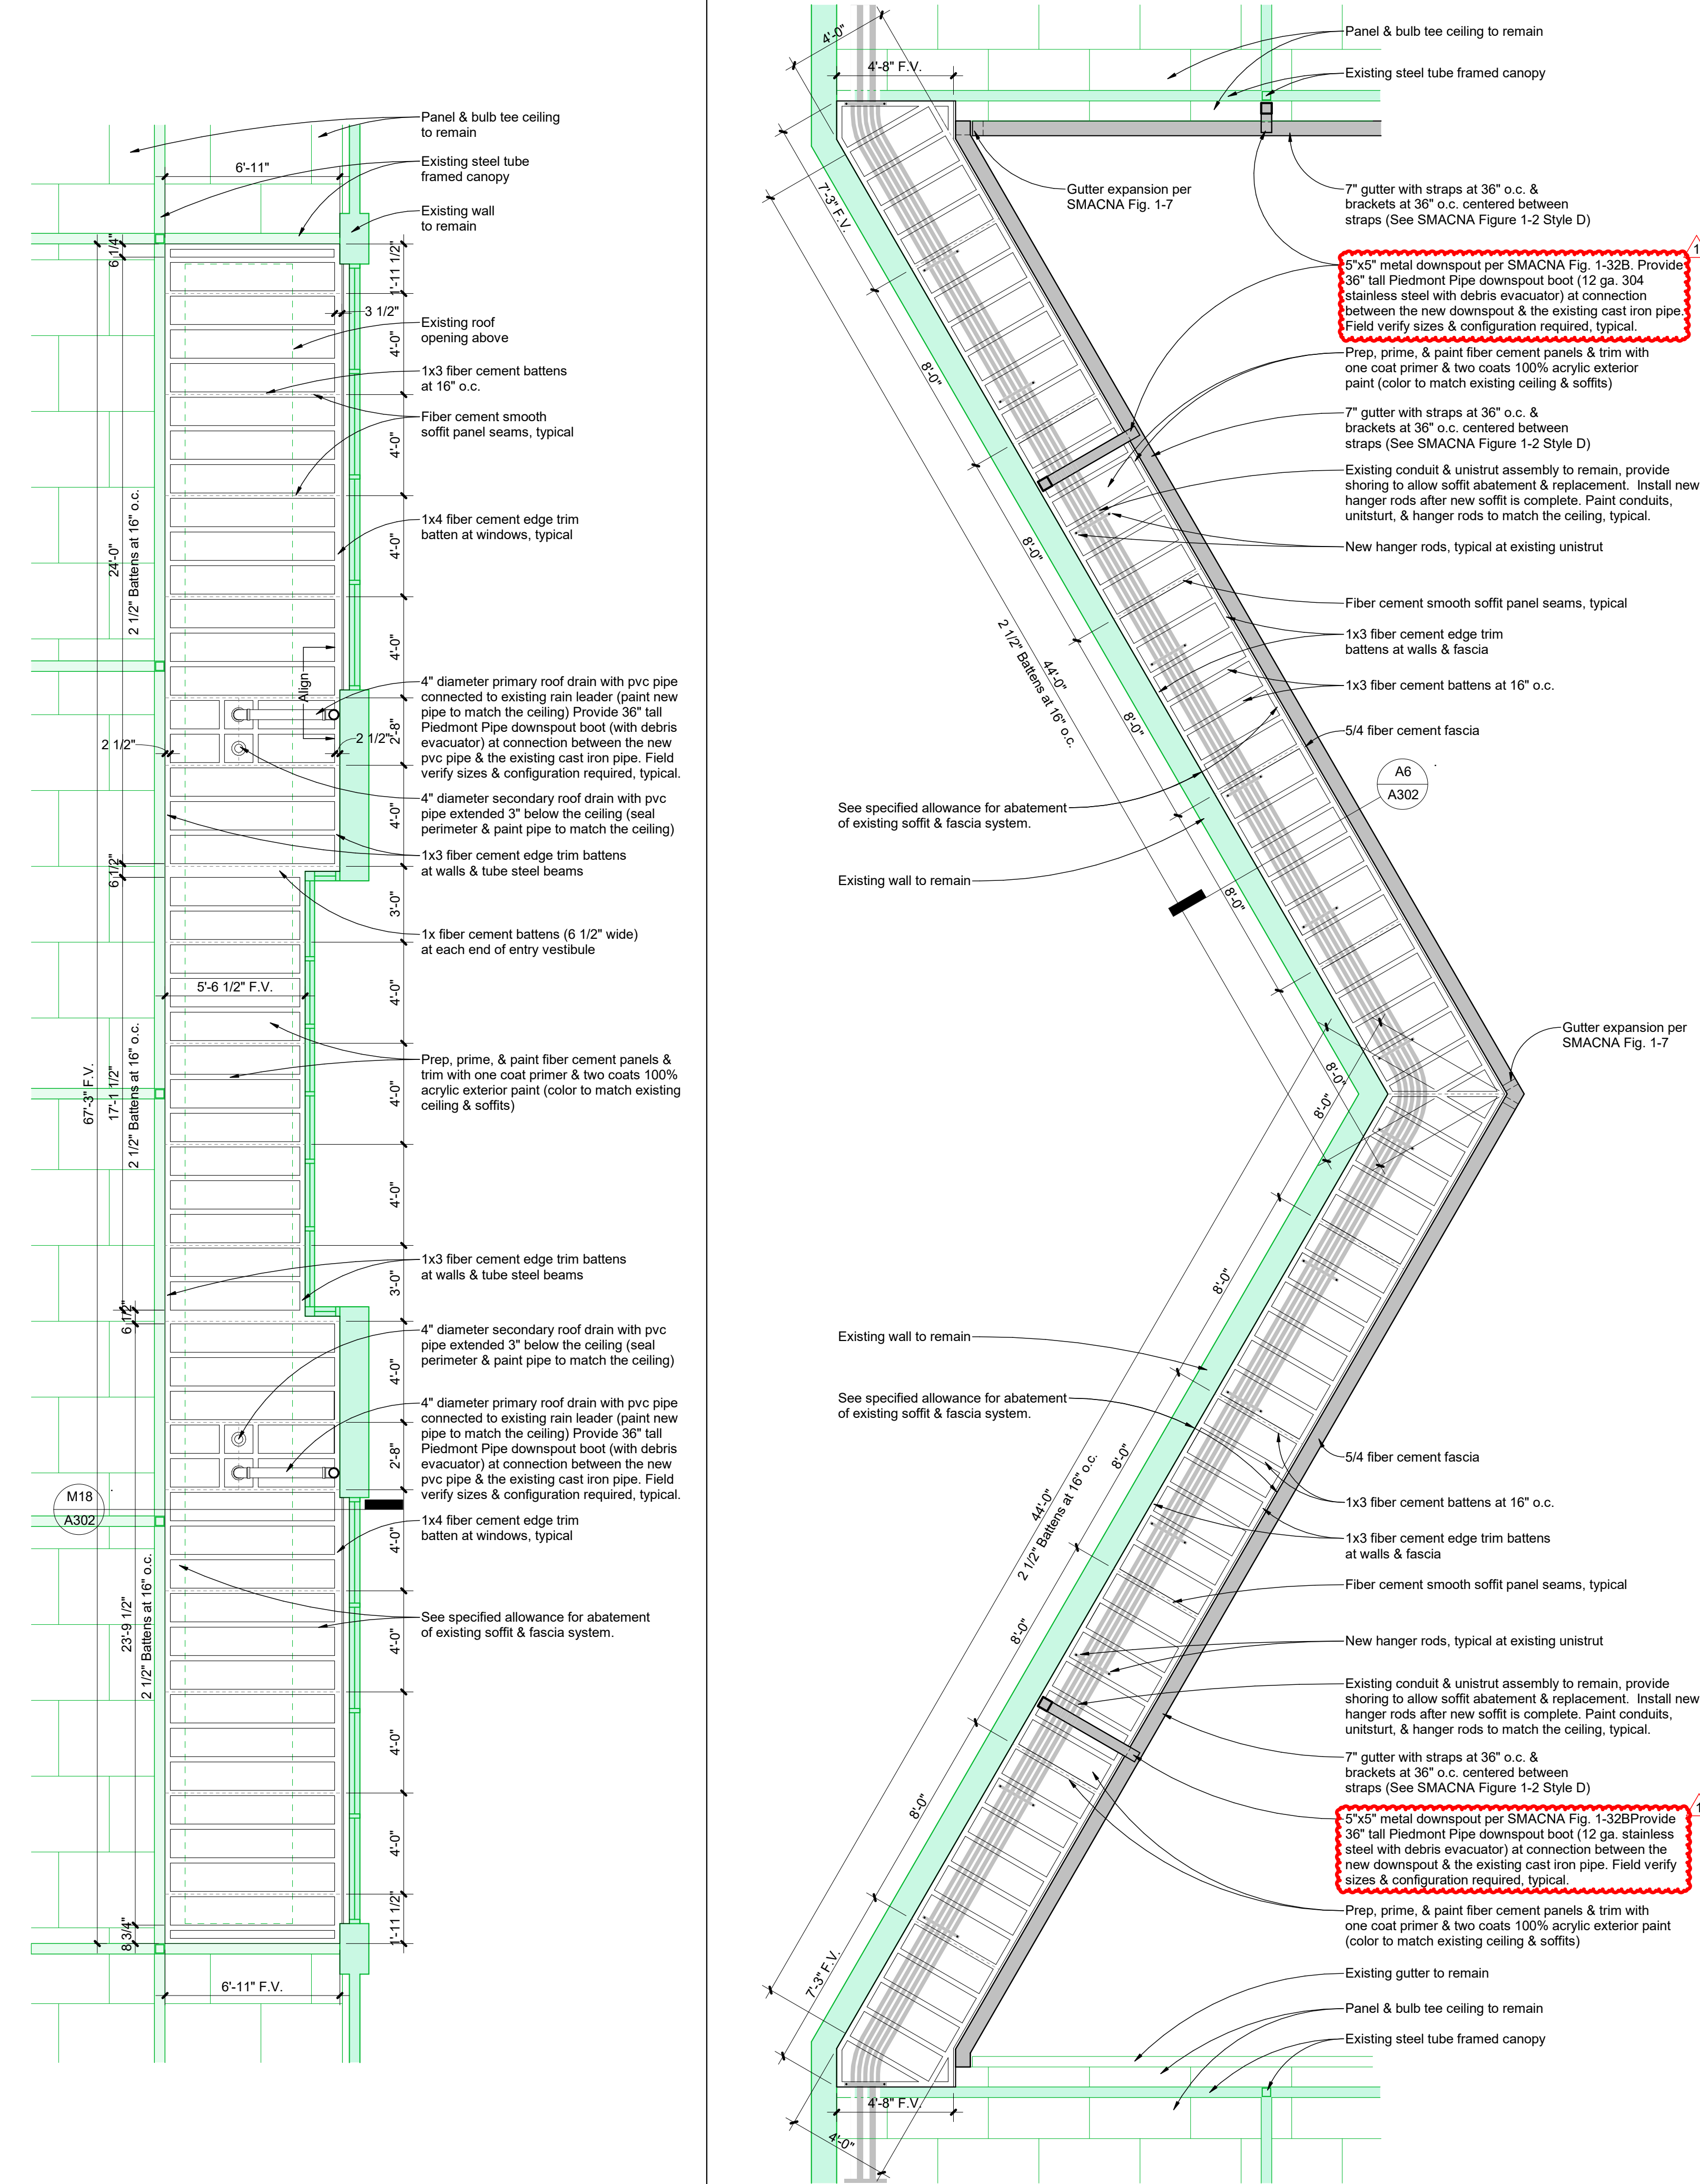 Panel & bulb tee ceiling
to remain
Existing steel tube
framed canopy
Existing wall
to remain
Existing roof
opening above
1x3 fiber cement battens
at 16" o.c.
Fiber cement smooth
soffit panel seams, typical
1x4 fiber cement edge trim
batten at windows, typical
4" diameter primary roof drain with pvc pipe
connected to existing rain leader (paint new
pipe to match the ceiling) Provide 36" tall
Piedmont Pipe downspout boot (with debris
evacuator) at connection between the new
pvc pipe & the existing cast iron pipe. Field
verify sizes & configuration required, typical.
4" diameter secondary roof drain with pvc
pipe extended 3" below the ceiling (seal
perimeter & paint pipe to match the ceiling)
1x3 fiber cement edge trim battens
at walls & tube steel beams
1x fiber cement battens (6 1/2" wide)
at each end of entry vestibule
Prep, prime, & paint fiber cement panels &
trim with one coat primer & two coats 100%
acrylic exterior paint (color to match existing
ceiling & soffits)
1x3 fiber cement edge trim battens
at walls & tube steel beams
4" diameter secondary roof drain with pvc
pipe extended 3" below the ceiling (seal
perimeter & paint pipe to match the ceiling)
4" diameter primary roof drain with pvc pipe
connected to existing rain leader (paint new
pipe to match the ceiling) Provide 36" tall
Piedmont Pipe downspout boot (with debris
evacuator) at connection between the new
pvc pipe & the existing cast iron pipe. Field
verify sizes & configuration required, typical.
1x4 fiber cement edge trim
batten at windows, typical
See specified allowance for abatement
of existing soffit & fascia system.
6'-11"
6 1/4"
1'-11 1/2"
3 1/2"
4'-0"
4'-0"
4'-0"
4'-0"
24'-0"
2 1/2" Battens at 16" o.c.
Align
2 1/2"
2 1/2"
2'-8"
4'-0"
6 1/2"
3'-0"
5'-6 1/2" F.V.
4'-0"
67'-3" F.V.
17'-1 1/2"
2 1/2" Battens at 16" o.c.
4'-0"
4'-0"
3'-0"
6 1/2"
4'-0"
2'-8"
M18
A302
4'-0"
23'-9 1/2"
2 1/2" Battens at 16" o.c.
4'-0"
4'-0"
4'-0"
8 3/4"
1'-11 1/2"
6'-11" F.V.
4'-0"
4'-8" F.V.
7'-3" F.V.
8'-0"
8'-0"
44'-0"
2 1/2" Battens at 16" o.c.
8'-0"
8'-0"
8'-0"
8'-0"
8'-0"
8'-0"
44'-0"
2 1/2" Battens at 16" o.c.
8'-0"
8'-0"
7'-3" F.V.
4'-8" F.V.
4'-0"
See specified allowance for abatement
of existing soffit & fascia system.
Existing wall to remain
Existing wall to remain
See specified allowance for abatement
of existing soffit & fascia system.
Panel & bulb tee ceiling to remain
Existing steel tube framed canopy
Gutter expansion per
SMACNA Fig. 1-7
7" gutter with straps at 36" o.c. &
brackets at 36" o.c. centered between
straps (See SMACNA Figure 1-2 Style D)
1
5"x5" metal downspout per SMACNA Fig. 1-32B. Provide
36" tall Piedmont Pipe downspout boot (12 ga. 304
stainless steel with debris evacuator) at connection
between the new downspout & the existing cast iron pipe.
Field verify sizes & configuration required, typical.
Prep, prime, & paint fiber cement panels & trim with
one coat primer & two coats 100% acrylic exterior
paint (color to match existing ceiling & soffits)
7" gutter with straps at 36" o.c. &
brackets at 36" o.c. centered between
straps (See SMACNA Figure 1-2 Style D)
Existing conduit & unistrut assembly to remain, provide
shoring to allow soffit abatement & replacement. Install new
hanger rods after new soffit is complete. Paint conduits,
unitsturt, & hanger rods to match the ceiling, typical.
New hanger rods, typical at existing unistrut
Fiber cement smooth soffit panel seams, typical
1x3 fiber cement edge trim
battens at walls & fascia
1x3 fiber cement battens at 16" o.c.
5/4 fiber cement fascia
A6
A302
Gutter expansion per
SMACNA Fig. 1-7
5/4 fiber cement fascia
1x3 fiber cement battens at 16" o.c.
1x3 fiber cement edge trim battens
at walls & fascia
Fiber cement smooth soffit panel seams, typical
New hanger rods, typical at existing unistrut
Existing conduit & unistrut assembly to remain, provide
shoring to allow soffit abatement & replacement. Install new
hanger rods after new soffit is complete. Paint conduits,
unitsturt, & hanger rods to match the ceiling, typical.
7" gutter with straps at 36" o.c. &
brackets at 36" o.c. centered between
straps (See SMACNA Figure 1-2 Style D)
1
5"x5" metal downspout per SMACNA Fig. 1-32BProvide
36" tall Piedmont Pipe downspout boot (12 ga. stainless
steel with debris evacuator) at connection between the
new downspout & the existing cast iron pipe. Field verify
sizes & configuration required, typical.
Prep, prime, & paint fiber cement panels & trim with
one coat primer & two coats 100% acrylic exterior paint
(color to match existing ceiling & soffits)
Existing gutter to remain
Panel & bulb tee ceiling to remain
Existing steel tube framed canopy